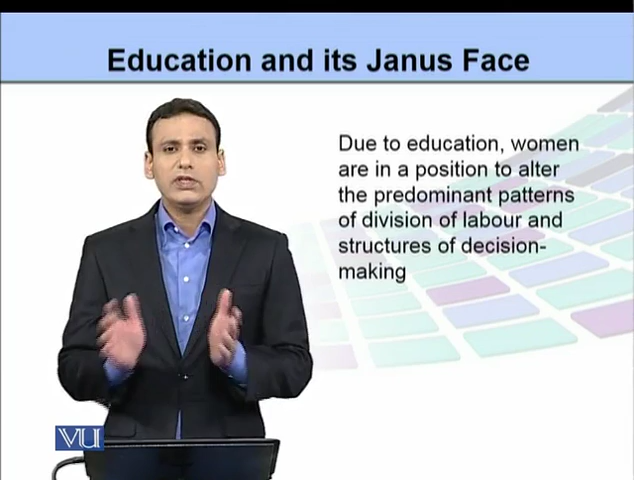 Education and its Janus Face
Due to education, women
are in a position to alter
the predominant patterns
of division of labour and
structures of decision-
making
VU